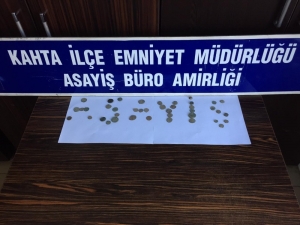 KAHTA İLÇE EMNİYET MÜDÜRLÜĞÜ
ASAYİŞ BÜRO AMİRLİĞİ
ASAYİŞ